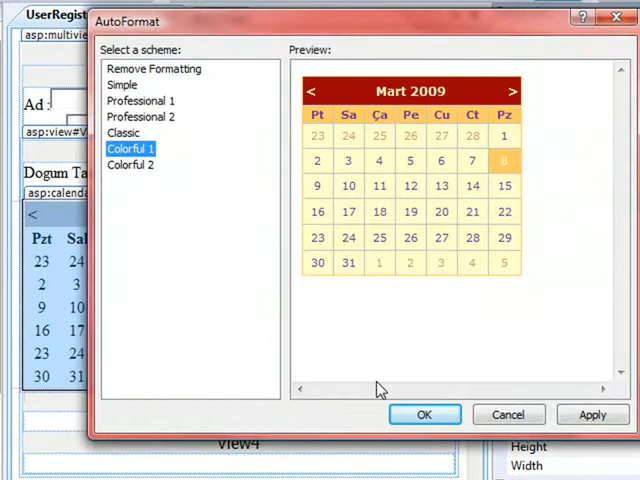 UserRegist
AutoFormat
asp:multivie
Select a scheme:
Preview:
Remove Formatting
Simple
Professional 1
Professional 2
Classic
Colorful 1
Colorful 2
< Mart 2009 >
Pt Sa Ça Pe Cu Ct Pz
23 24 25 26 27 28 1
2 3 4 5 6 7 8
9 10 11 12 13 14 15
16 17 18 19 20 21 22
23 24 25 26 27 28 29
30 31 1 2 3 4 5
Ad :
asp:view#V
Dogum Ta
asp:calenda
<
Pzt Sal
23 24
2 3
9 10
16 17
23 24
30 31
OK Cancel Apply
View4
Height
Width